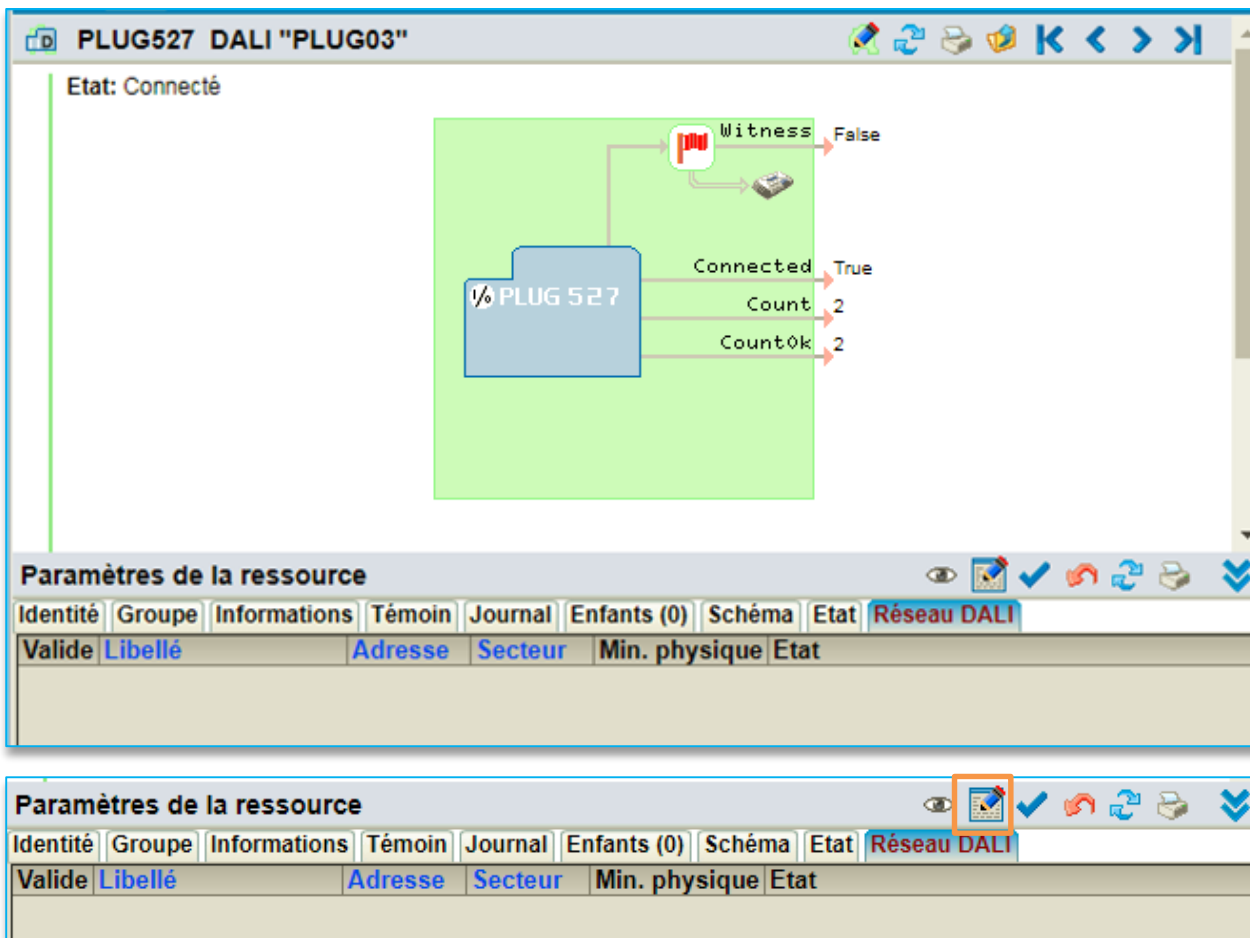 PLUG527 DALI "PLUG03"
Etat: Connecté
Witness False
Connected True
I/o PLUG 527
Count 2
CountOk 2
Paramètres de la ressource
Identité Groupe Informations Témoin Journal Enfants (0) Schéma Etat Réseau DALI
Valide Libellé Adresse Secteur Min. physique Etat
Paramètres de la ressource
Identité Groupe Informations Témoin Journal Enfants (0) Schéma Etat Réseau DALI
Valide Libellé Adresse Secteur Min. physique Etat